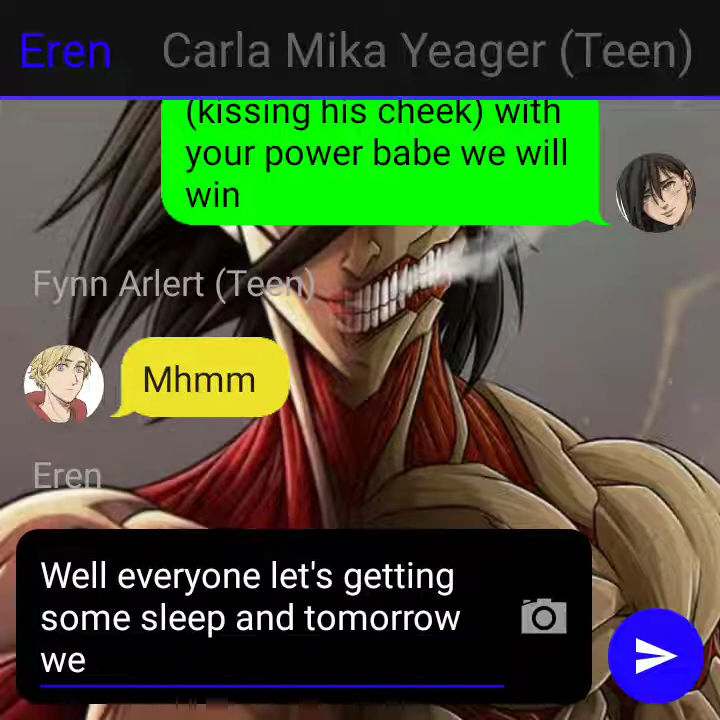 Eren Carla Mika Yeager (Teen)
(kissing his cheek) with
your power babe we will
win
Fynn Arlert (Teen)
Mhmm
Eren
Well everyone let's getting
some sleep and tomorrow
we